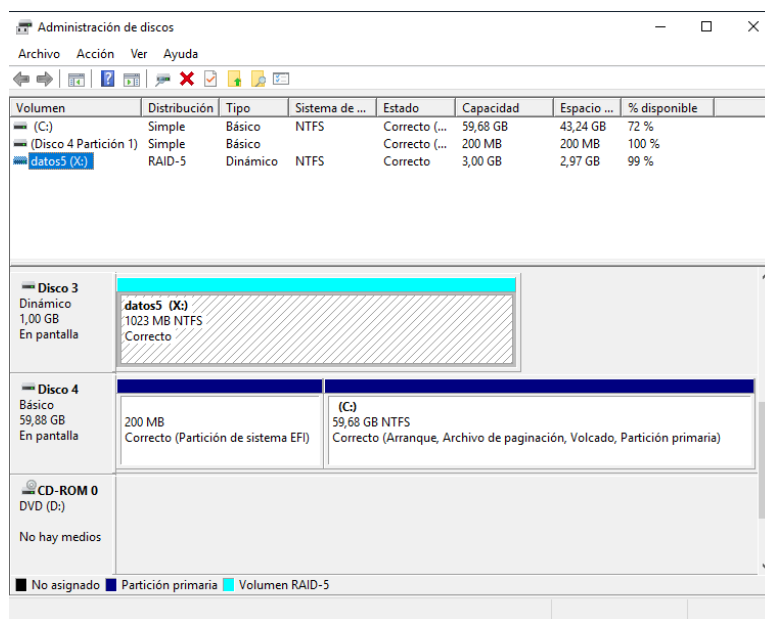 Administración de discos
Archivo Acción Ver Ayuda
Volumen Distribución Tipo Sistema de ... Estado Capacidad Espacio ... % disponible
(C:) Simple Básico NTFS Correcto (... 59,68 GB 43,24 GB 72 %
(Disco 4 Partición 1) Simple Básico Correcto (... 200 MB 200 MB 100 %
datos5 (X:) RAID-5 Dinámico NTFS Correcto 3,00 GB 2,97 GB 99 %
Disco 3
Dinámico
1,00 GB
En pantalla
datos5 (X:)
1023 MB NTFS
Correcto
Disco 4
Básico
59,88 GB
En pantalla
200 MB
Correcto (Partición de sistema EFI)
(C:)
59,68 GB NTFS
Correcto (Arranque, Archivo de paginación, Volcado, Partición primaria)
CD-ROM 0
DVD (D:)
No hay medios
No asignado Partición primaria Volumen RAID-5